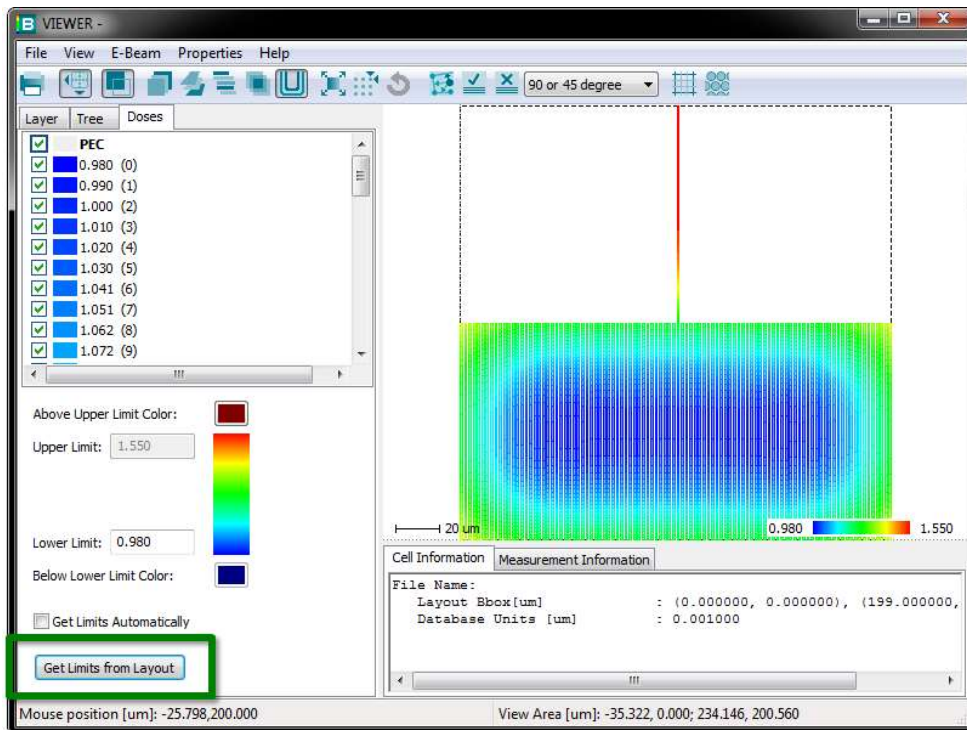 VIEWER -
File View E-Beam Properties Help
90 or 45 degree
Layer Tree Doses
PEC
0.980 (0)
0.990 (1)
1.000 (2)
1.010 (3)
1.020 (4)
1.030 (5)
1.041 (6)
1.051 (7)
1.062 (8)
1.072 (9)
Above Upper Limit Color:
Upper Limit: 1.550
Lower Limit: 0.980
Below Lower Limit Color:
Get Limits Automatically
Get Limits from Layout
20 um
0.980 1.550
Cell Information Measurement Information
File Name:
Layout Bbox[um] : (0.000000, 0.000000), (199.000000,
Database Units [um] : 0.001000
Mouse position [um]: -25.798,200.000 View Area [um]: -35.322, 0.000; 234.146, 200.560